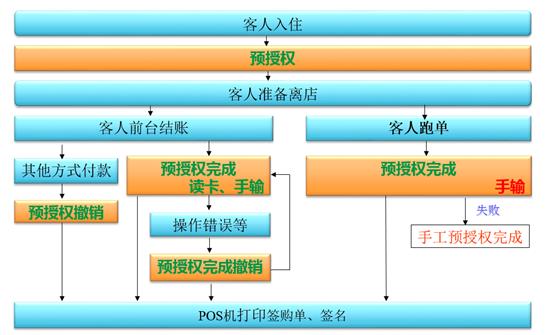 客人入住
预授权
客人准备离店
客人前台结账
客人跑单
其他方式付款
预授权完成
读卡、手输
预授权完成
手输
预授权撤销
操作错误等
失败
手工预授权完成
预授权完成撤销
POS机打印签购单、签名